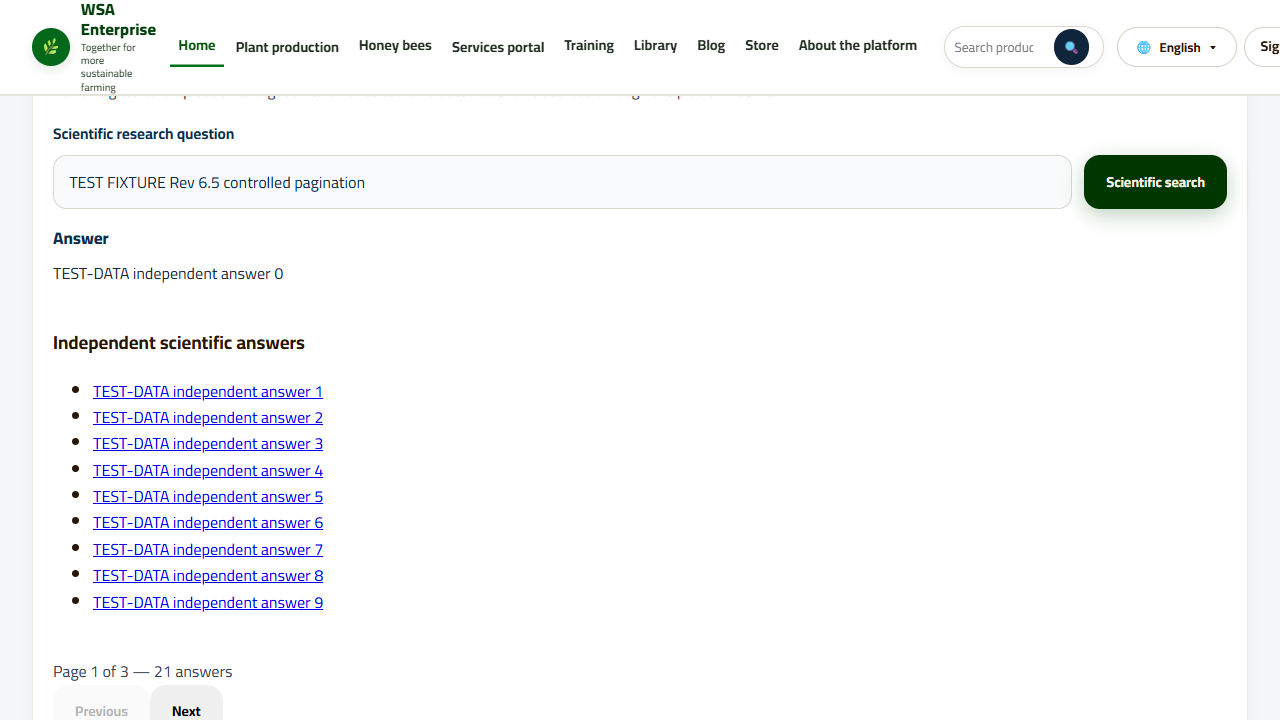 WSA
Enterprise
Together for
more
sustainable
farming
Home
Plant production
Honey bees
Services portal
Training
Library
Blog
Store
About the platform
Search produc
English
Sig
Scientific research question
TEST FIXTURE Rev 6.5 controlled pagination
Scientific search
Answer
TEST-DATA independent answer 0
Independent scientific answers
TEST-DATA independent answer 1
TEST-DATA independent answer 2
TEST-DATA independent answer 3
TEST-DATA independent answer 4
TEST-DATA independent answer 5
TEST-DATA independent answer 6
TEST-DATA independent answer 7
TEST-DATA independent answer 8
TEST-DATA independent answer 9
Page 1 of 3 — 21 answers
Previous
Next